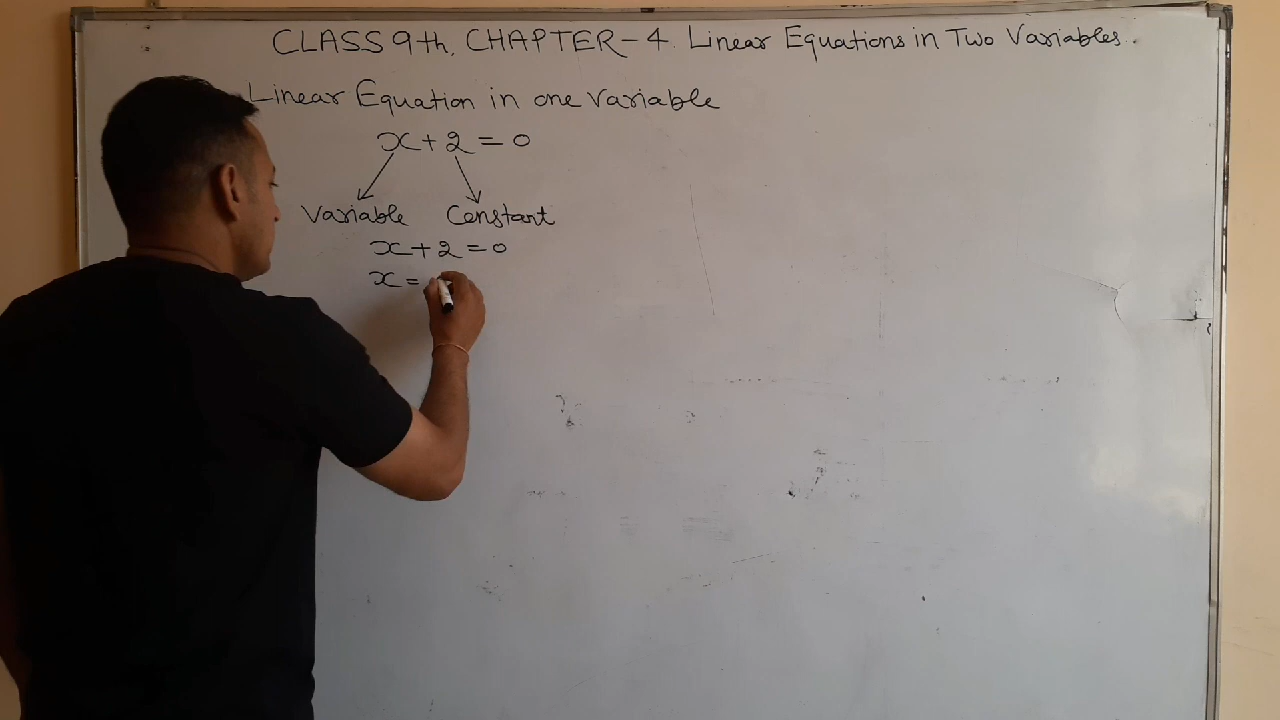 CLASS 9th, CHAPTER-4. Linear Equations in Two Variables.
Linear Equation in one Variable
x+2=0
Variable Constant
x+2=0
x=